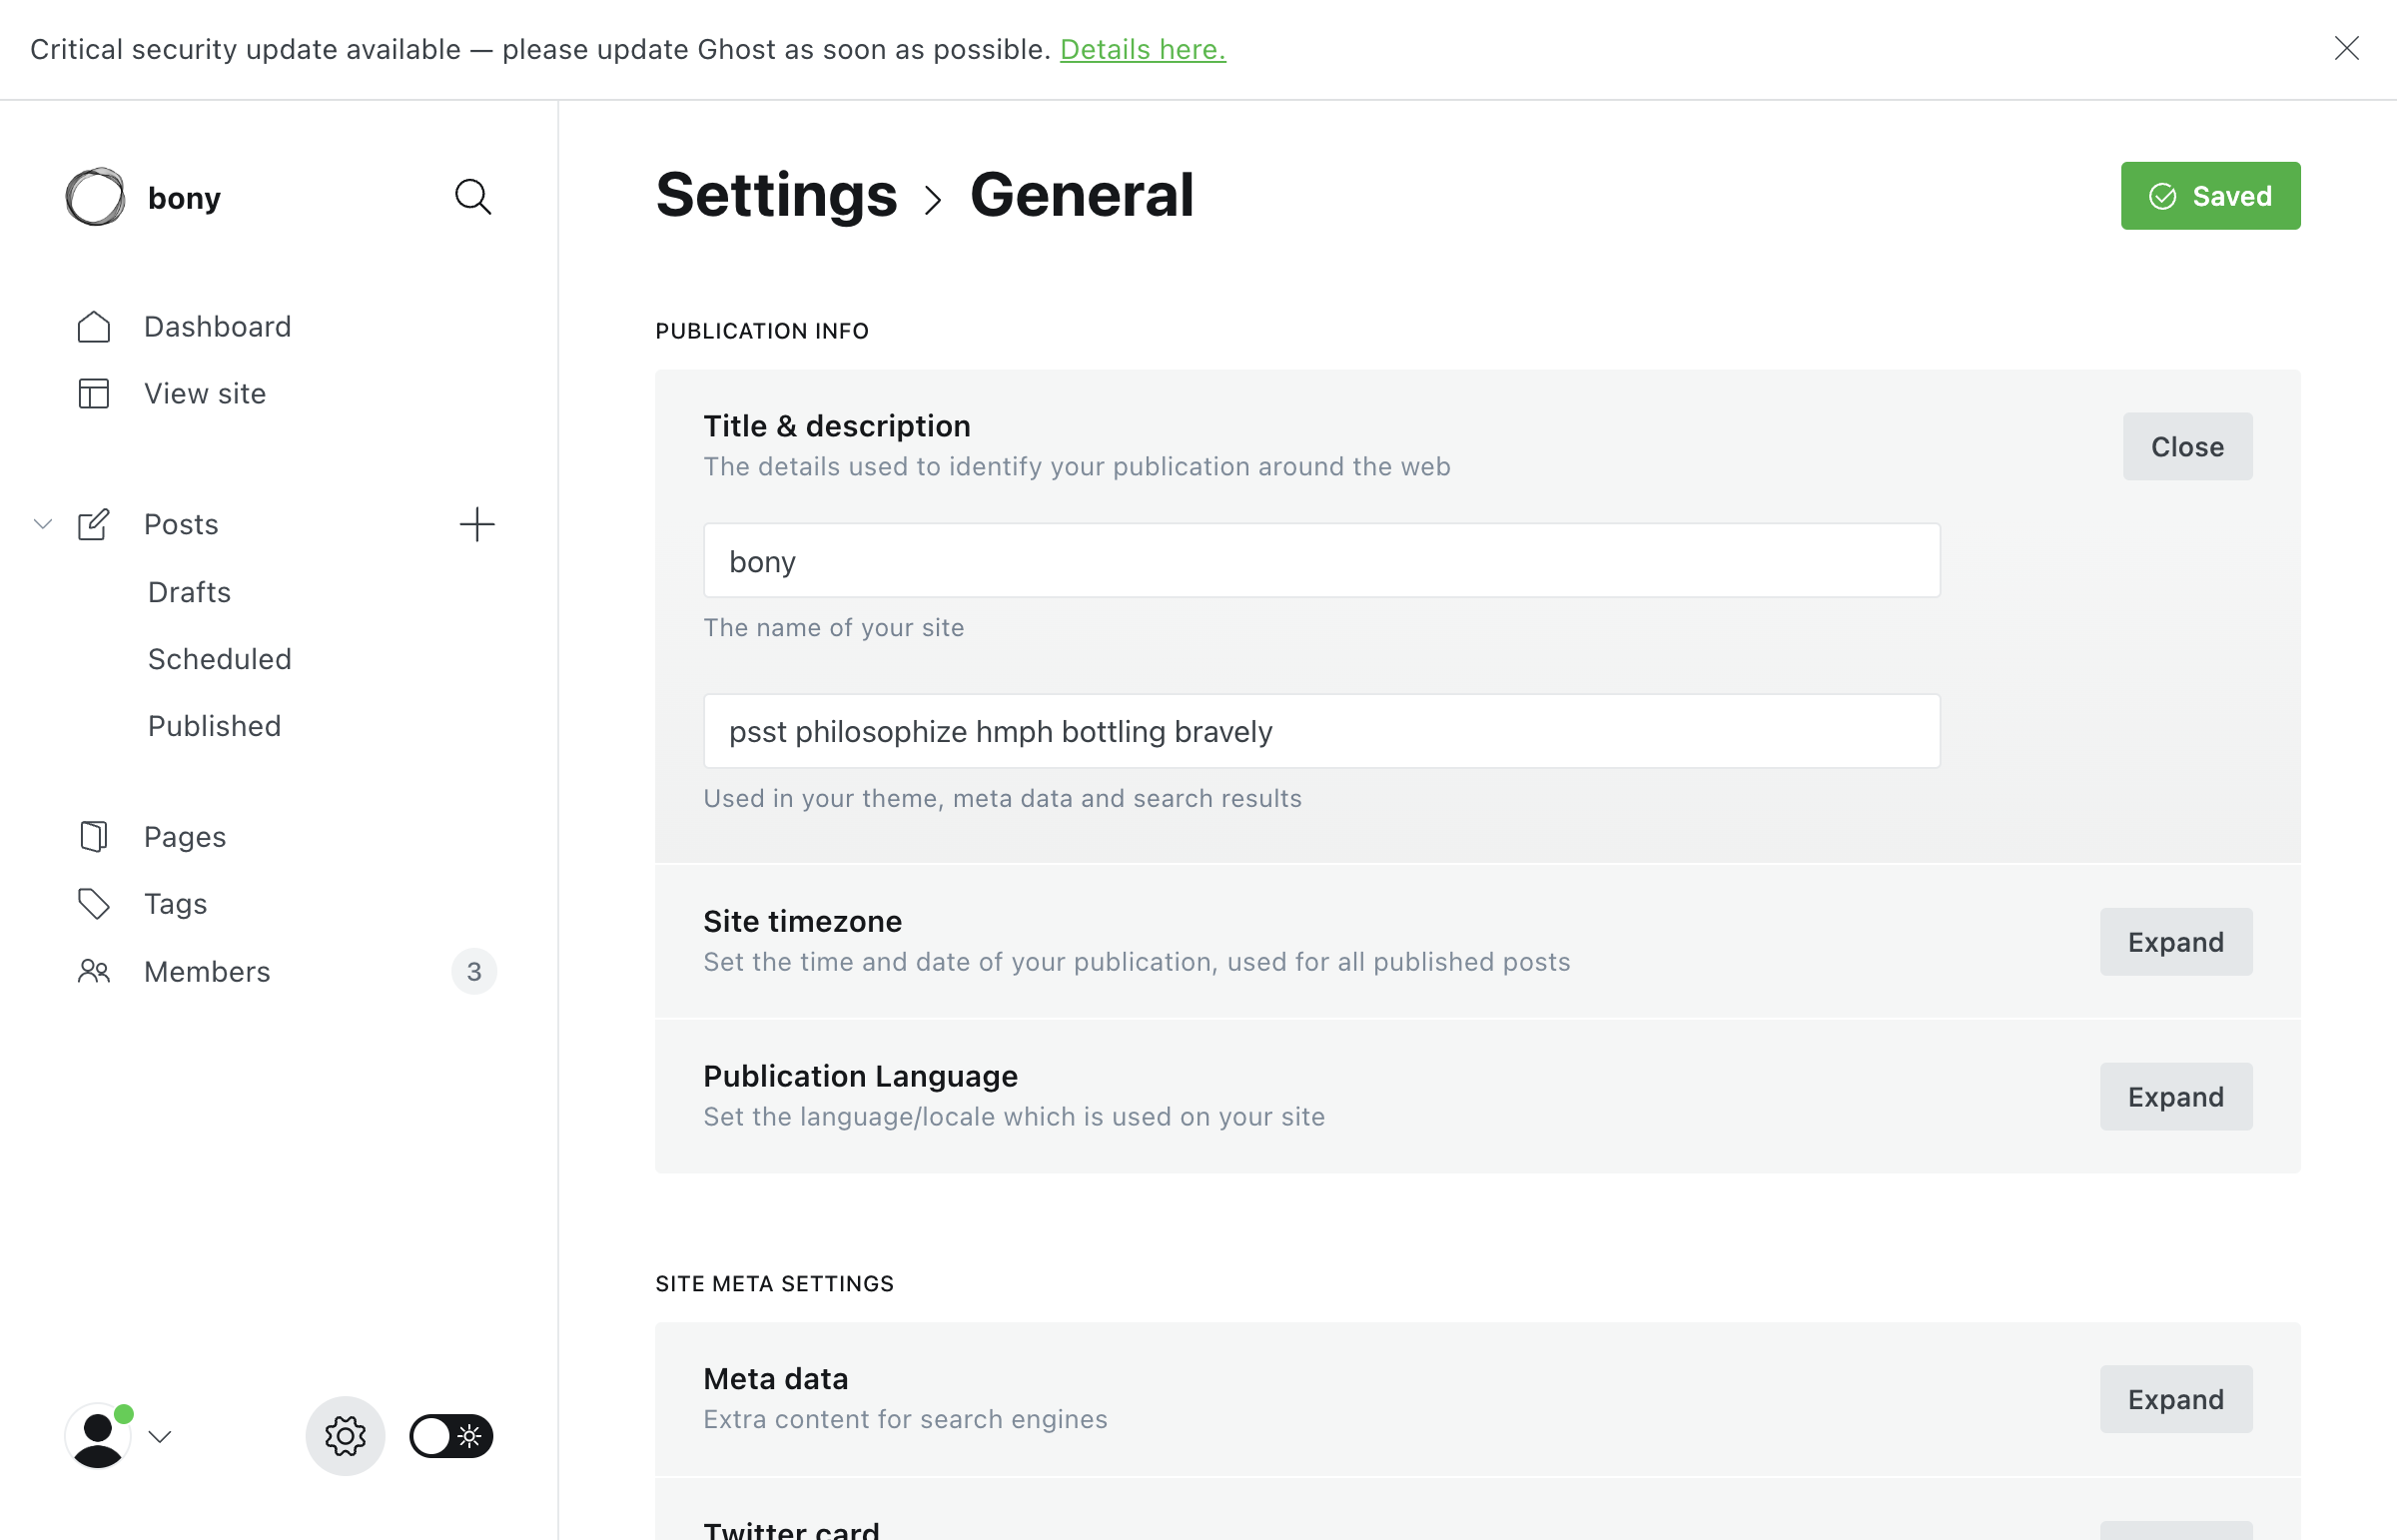 Critical security update available — please update Ghost as soon as possible. Details here.
bony
Dashboard
View site
Posts
Drafts
Scheduled
Published
Pages
Tags
Members 3
Settings > General
Saved
PUBLICATION INFO
Title & description
The details used to identify your publication around the web
Close
bony
The name of your site
psst philosophize hmph bottling bravely
Used in your theme, meta data and search results
Site timezone
Set the time and date of your publication, used for all published posts
Expand
Publication Language
Set the language/locale which is used on your site
Expand
SITE META SETTINGS
Meta data
Extra content for search engines
Expand
Twitter card